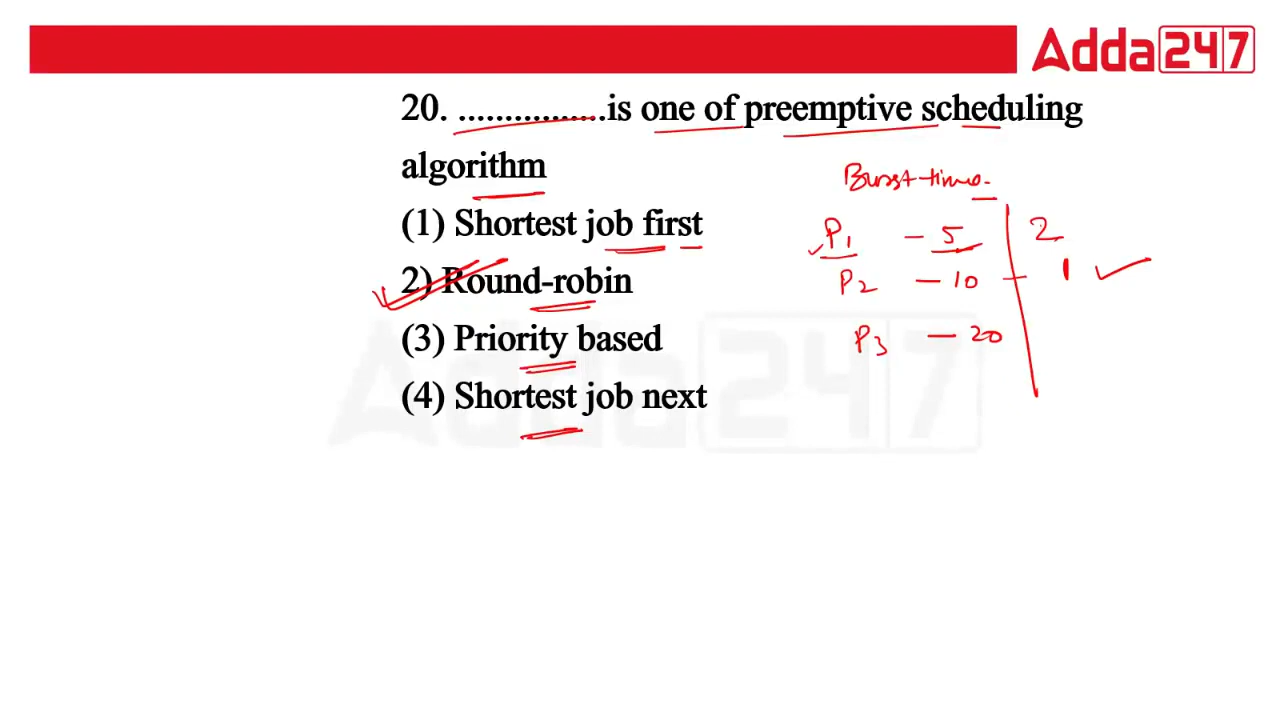 Adda247
20. ................is one of preemptive scheduling
algorithm
(1) Shortest job first
2) Round-robin
(3) Priority based
(4) Shortest job next
Burst time.
P1 - 5 2
P2 - 10 - 1
P3 - 20
Adda247